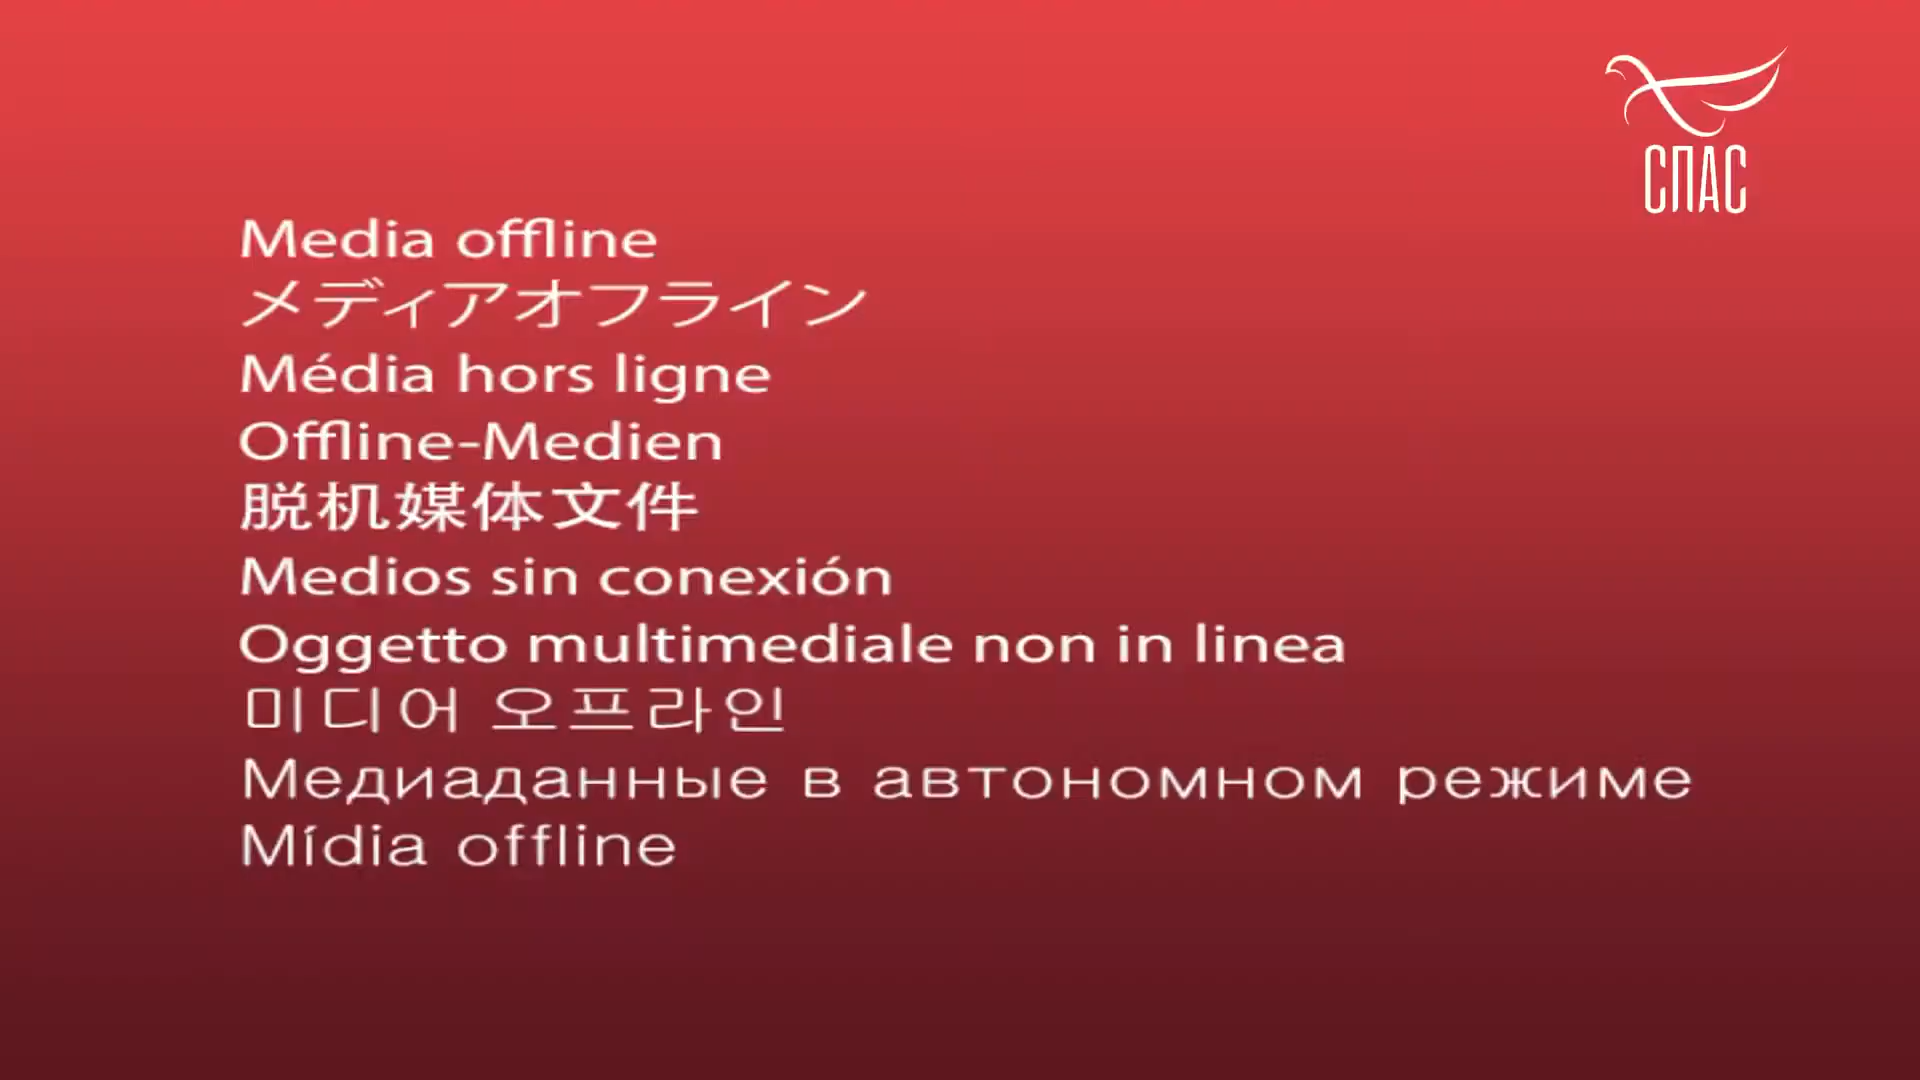 СПАС
Media offline
メディアオフライン
Média hors ligne
Offline-Medien
脱机媒体文件
Medios sin conexión
Oggetto multimediale non in linea
미디어 오프라인
Медиаданные в автономном режиме
Mídia offline